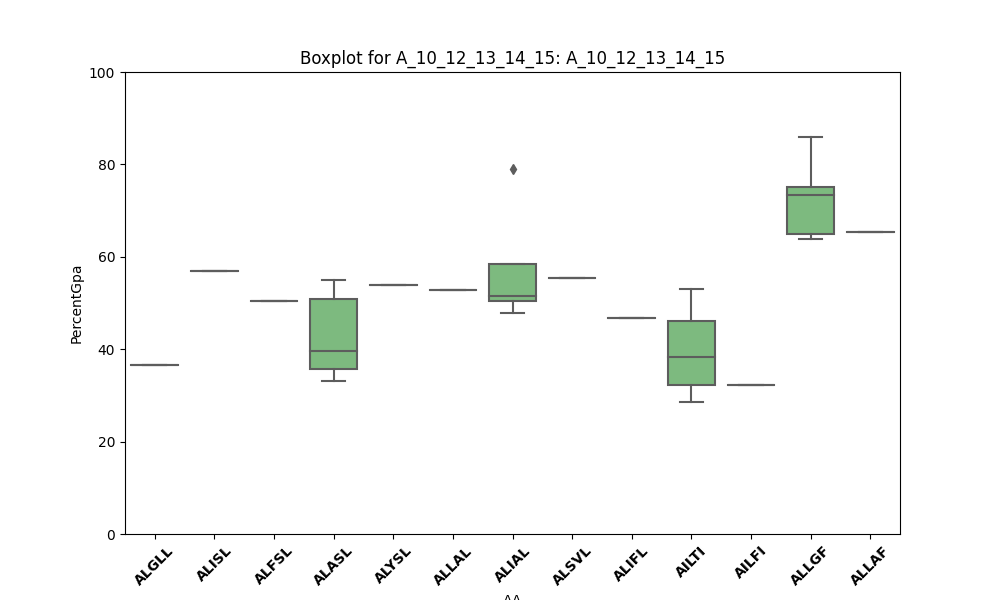 Boxplot for A_10_12_13_14_15: A_10_12_13_14_15
100
80
60
40
20
0
PercentGpa
ALGLL ALISL ALFSL ALASL ALYSL ALLAL ALIAL ALSVL ALIFL AILTI AILFI ALLGF ALLAF
AA